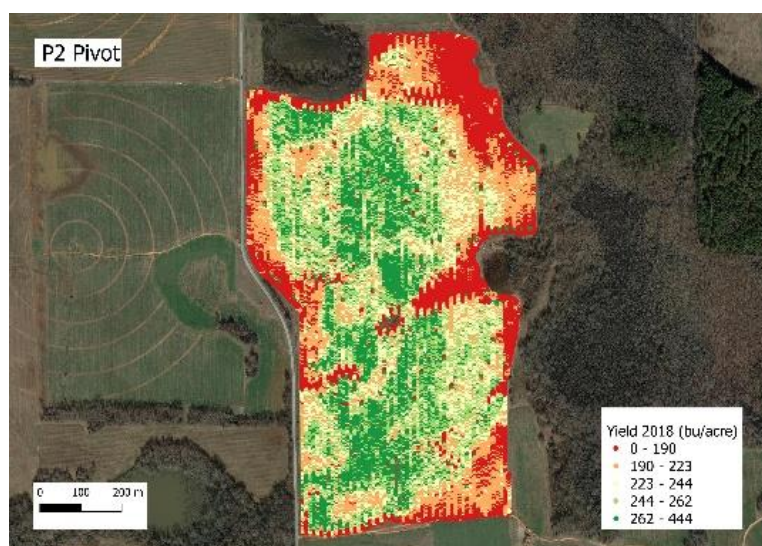 P2 Pivot
Yield 2018 (bu/acre)
0 - 190
190 - 223
223 - 244
244 - 262
262 - 444
0 100 200 m